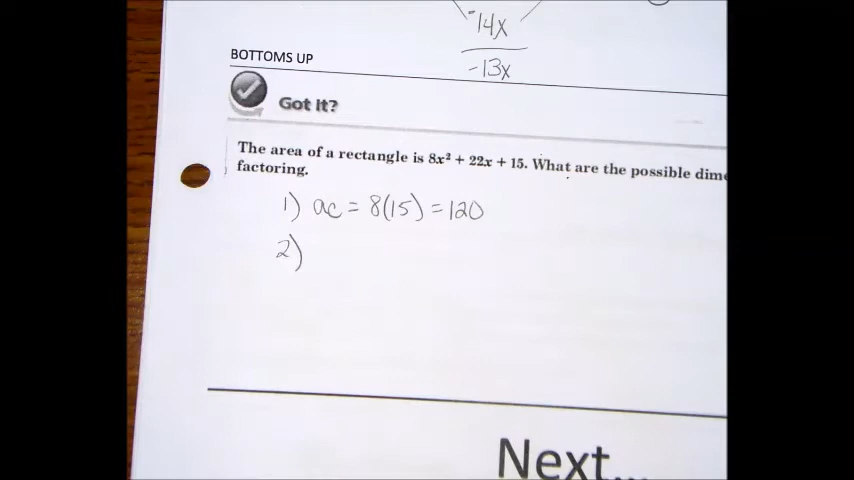 -14x
-13x
BOTTOMS UP
Got It?
The area of a rectangle is 8x² + 22x + 15. What are the possible dime
factoring.
1) ac = 8(15) = 120
2)
Next...